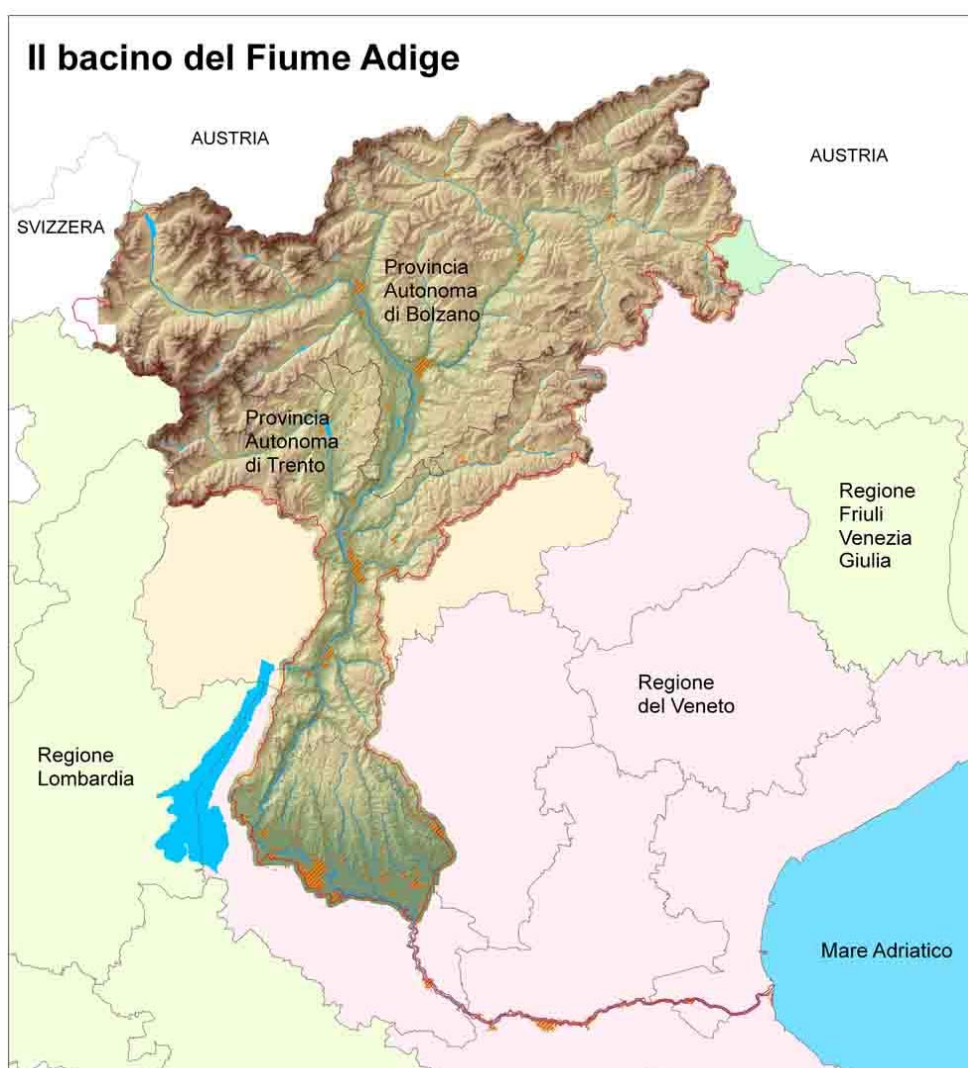 Il bacino del Fiume Adige
AUSTRIA
AUSTRIA
SVIZZERA
Provincia
Autonoma
di Bolzano
Provincia
Autonoma
di Trento
Regione
Friuli
Venezia
Giulia
Regione
del Veneto
Regione
Lombardia
Mare Adriatico